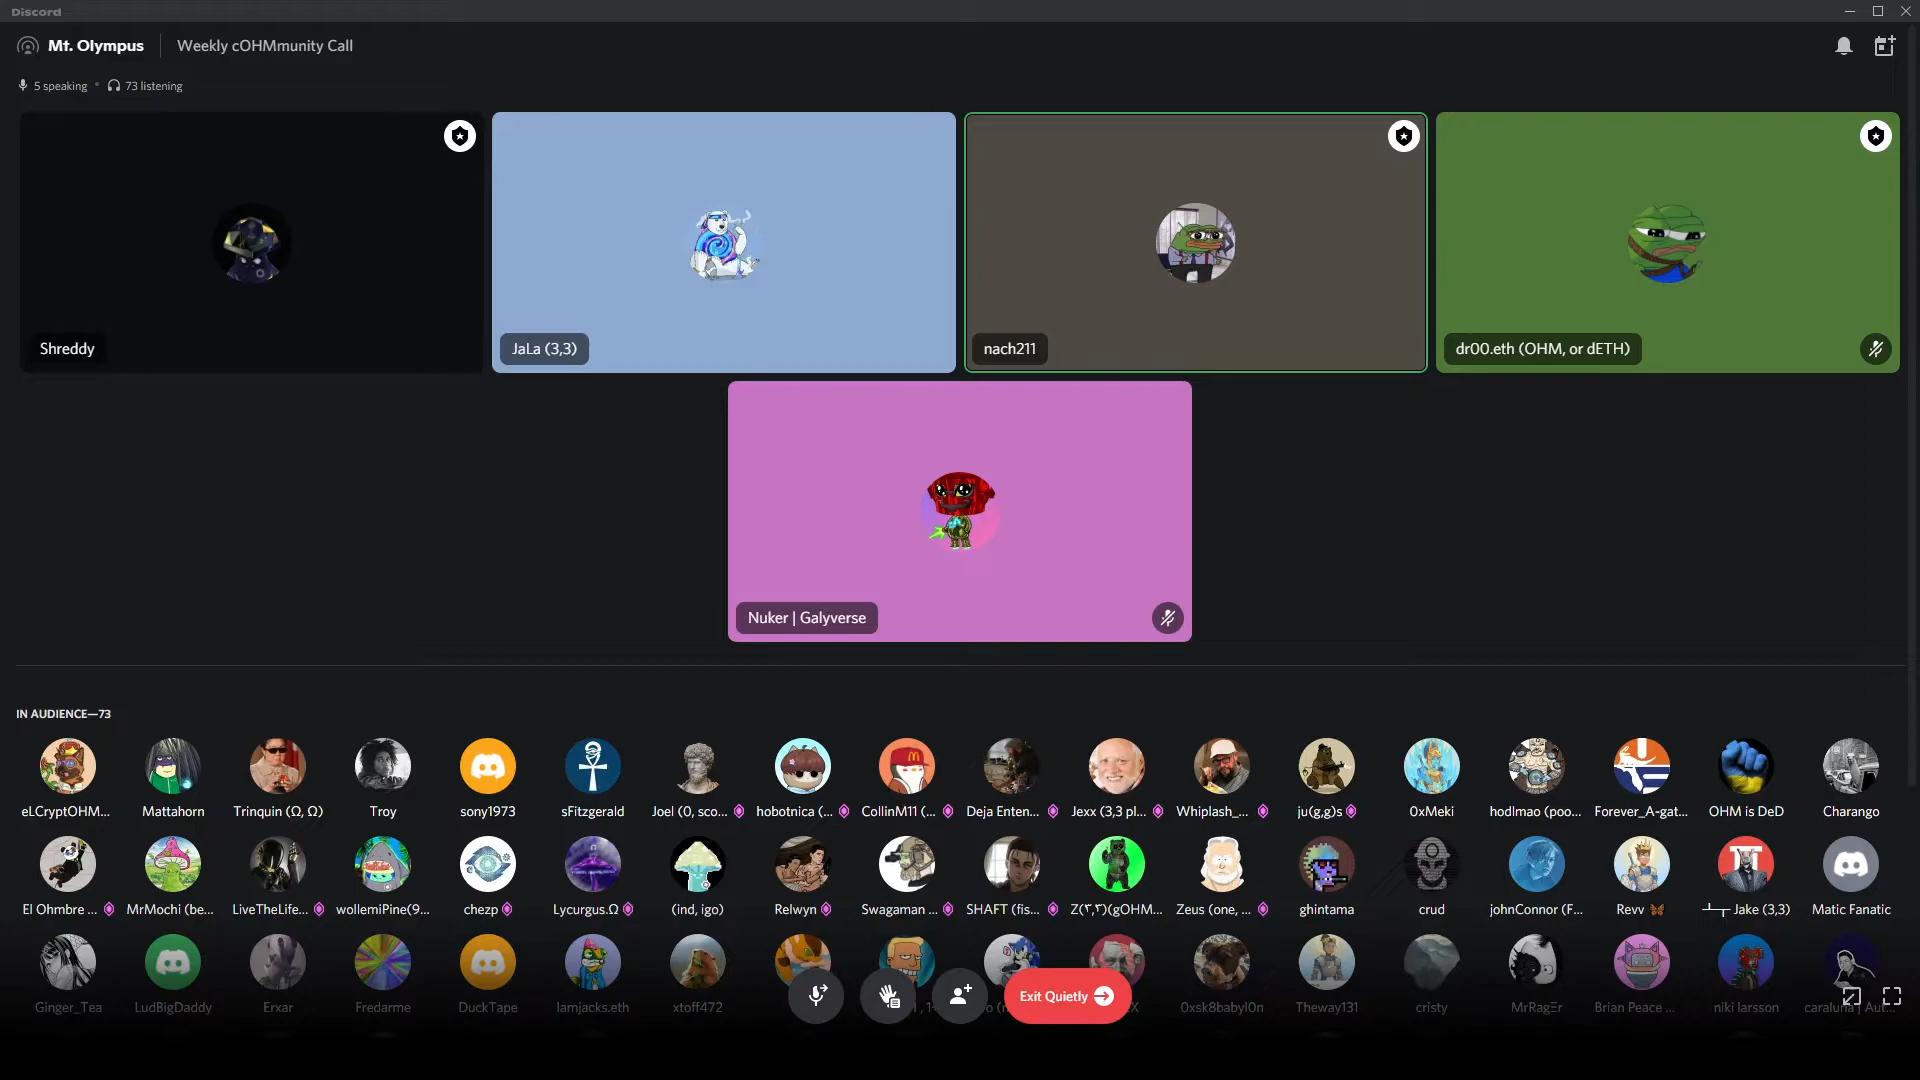 Discord
Mt. Olympus
Weekly cOHMmunity Call
5 speaking • 73 listening
Shreddy
JaLa (3,3)
nach211
dr00.eth (OHM, or dETH)
Nuker | Galyverse
IN AUDIENCE—73
eLCryptOHM... Mattahorn Trinquin (Ω, Ω) Troy sony1973 sFitzgerald Joel (0, sco... hobotnica (... CollinM11 (... Deja Enten... Jexx (3,3 pl... Whiplash_... ju(g,g)s 0xMeki hodlmao (poo... Forever_A-gat... OHM is DeD Charango
El Ohmbre ... MrMochi (be... LiveTheLife... wollemiPine(9... chezp Lycurgus.Ω (ind, igo) Relwyn Swagaman ... SHAFT (fis... Z(٣,٣)(gOHM... Zeus (one, ... ghintama crud johnConnor (F... Revv 🦋 Jake (3,3) Matic Fanatic
Ginger_Tea LudBigDaddy Erxar Fredarme DuckTape Iamjacks.eth xtoff472 0xsk8babyl0n Theway131 cristy MrRagΞr Brian Peace ... niki larsson caraluna | Aut...
Exit Quietly